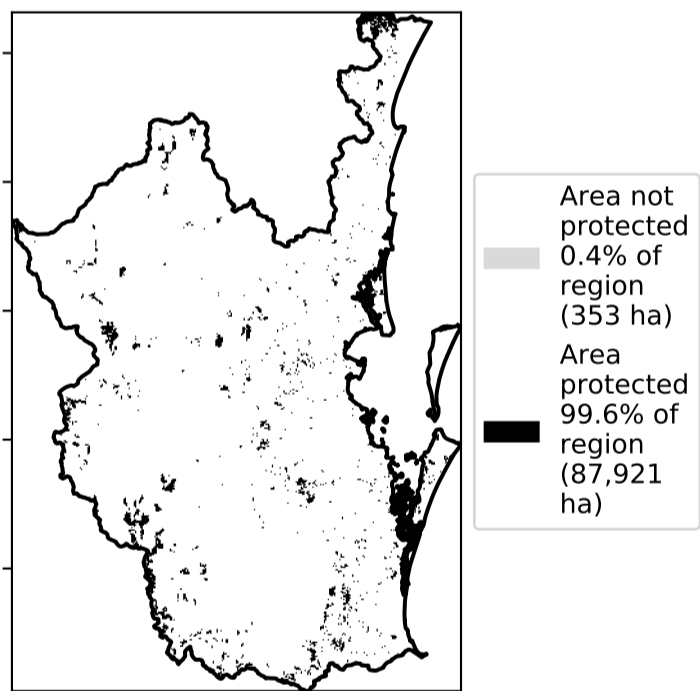 Area not
protected
0.4% of
region
(353 ha)
Area
protected
99.6% of
region
(87,921
ha)